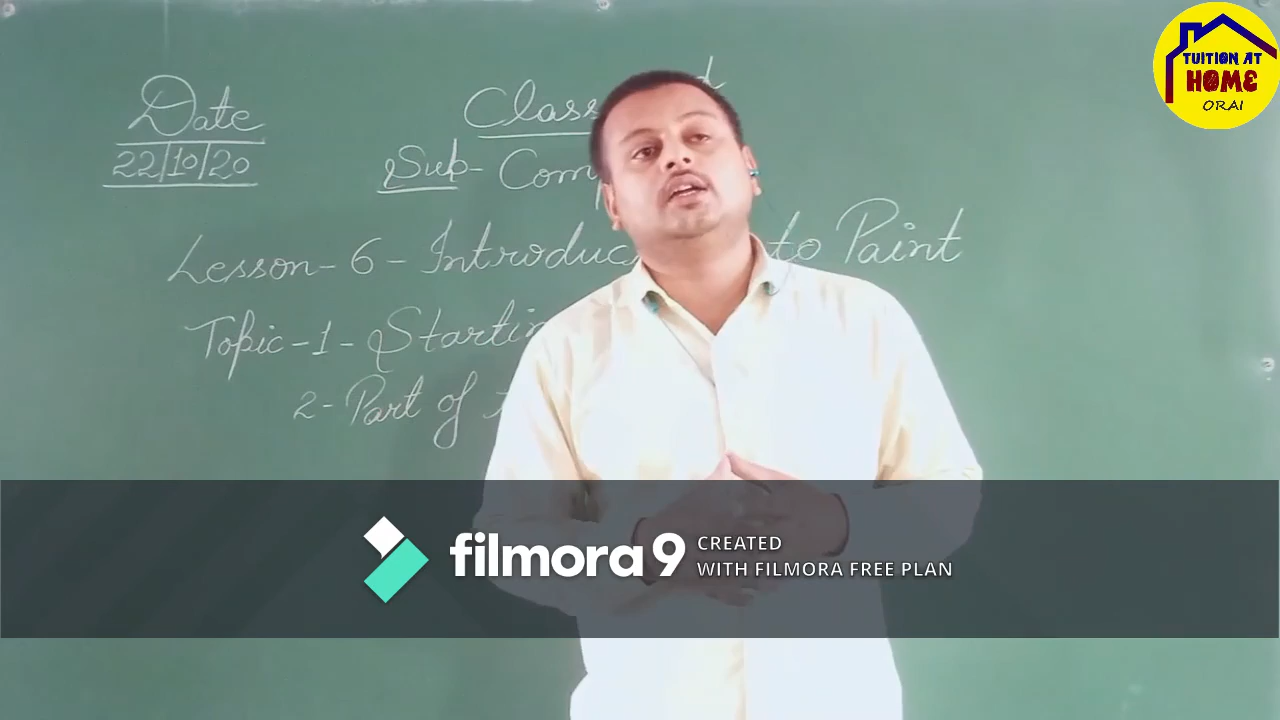 Date
22/10/20
Class
Sub- Com
Lesson- 6 - Introduc to Paint
Topic-1- Startin
2- Part of
TUITION AT
HOME
ORAI
filmora9
CREATED
WITH FILMORA FREE PLAN